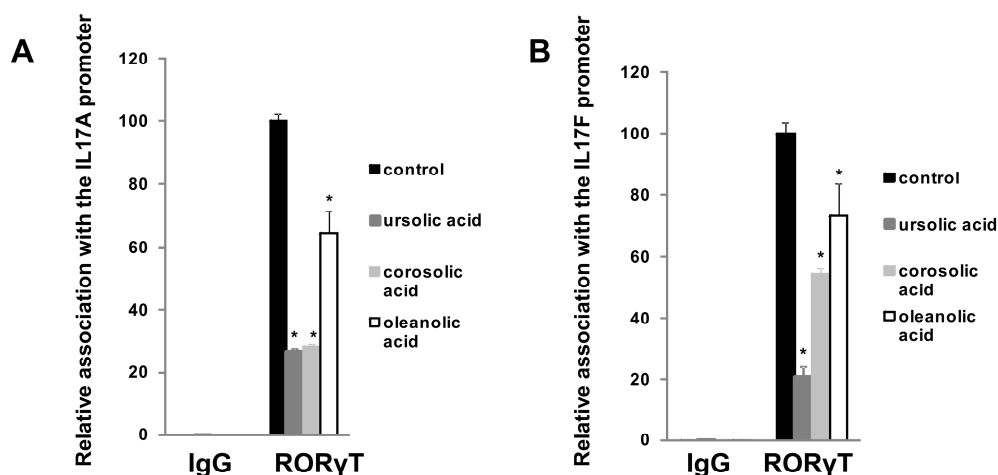 A
Relative association with the IL17A promoter
120
100
80
60
40
20
0
*
*
*
IgG
RORγT
control
ursolic acid
corosolic
acid
oleanolic
acid
B
Relative association with the IL17F promoter
120
100
80
60
40
20
0
*
*
*
IgG
RORγT
control
ursolic acid
corosolic
acid
oleanolic
acid